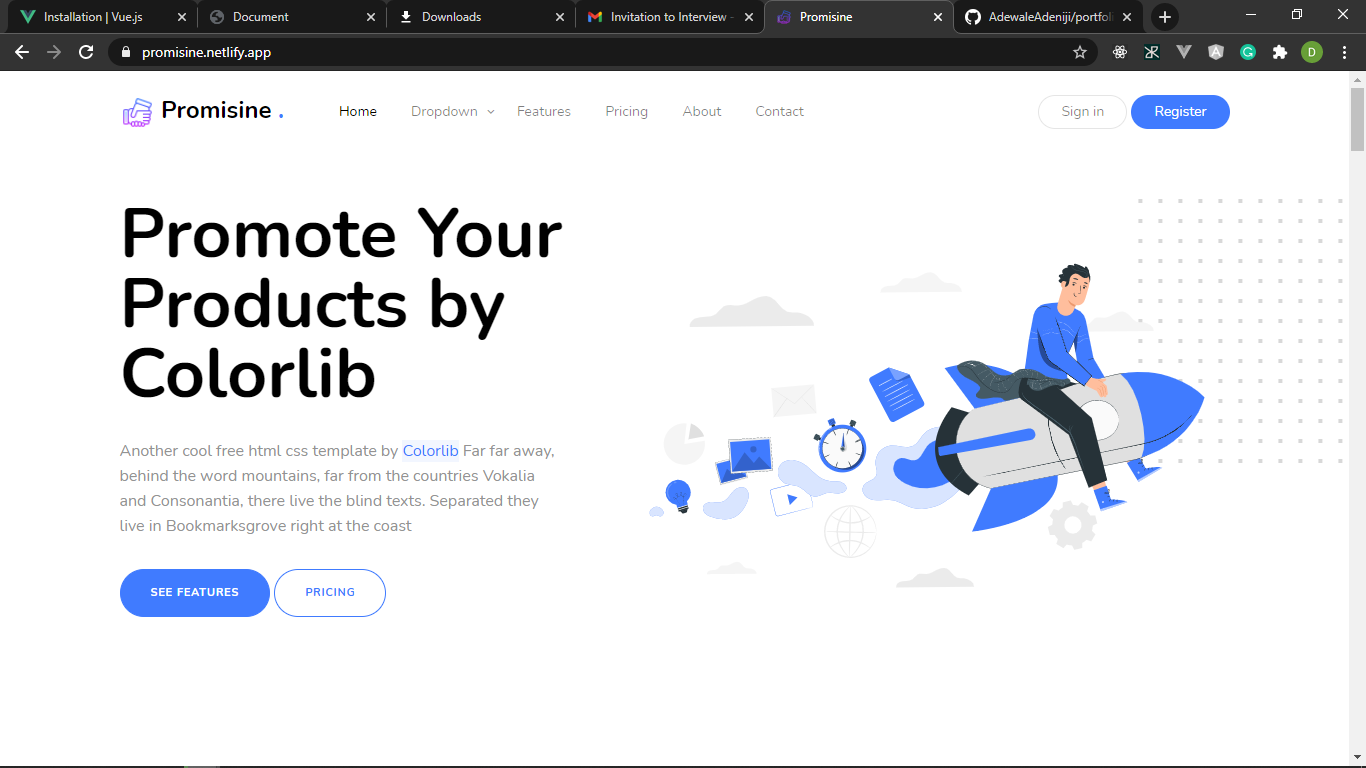 Installation | Vue.js
Document
Downloads
Invitation to Interview -
Promisine
AdewaleAdeniji/portfoli
promisine.netlify.app
D
Promisine .
Home
Dropdown
Features
Pricing
About
Contact
Sign in
Register
Promote Your
Products by
Colorlib
Another cool free html css template by Colorlib Far far away,
behind the word mountains, far from the countries Vokalia
and Consonantia, there live the blind texts. Separated they
live in Bookmarksgrove right at the coast
SEE FEATURES
PRICING